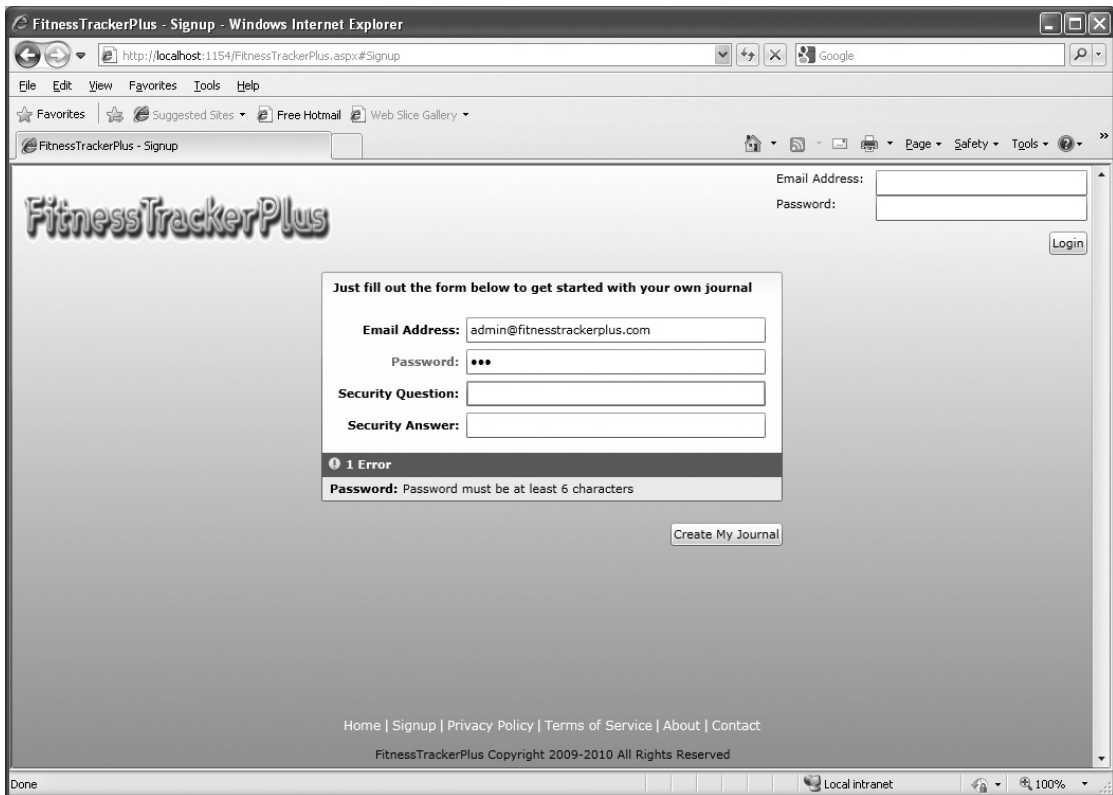 FitnessTrackerPlus - Signup - Windows Internet Explorer
http://localhost:1154/FitnessTrackerPlus.aspx#Signup
Google
File Edit View Favorites Tools Help
Favorites Suggested Sites Free Hotmail Web Slice Gallery
FitnessTrackerPlus - Signup
Page Safety Tools »
Email Address:
Password:
FitnessTrackerPlus
Login
Just fill out the form below to get started with your own journal
Email Address: admin@fitnesstrackerplus.com
Password: •••
Security Question:
Security Answer:
1 Error
Password: Password must be at least 6 characters
Create My Journal
Home | Signup | Privacy Policy | Terms of Service | About | Contact
FitnessTrackerPlus Copyright 2009-2010 All Rights Reserved
Done Local intranet 100%